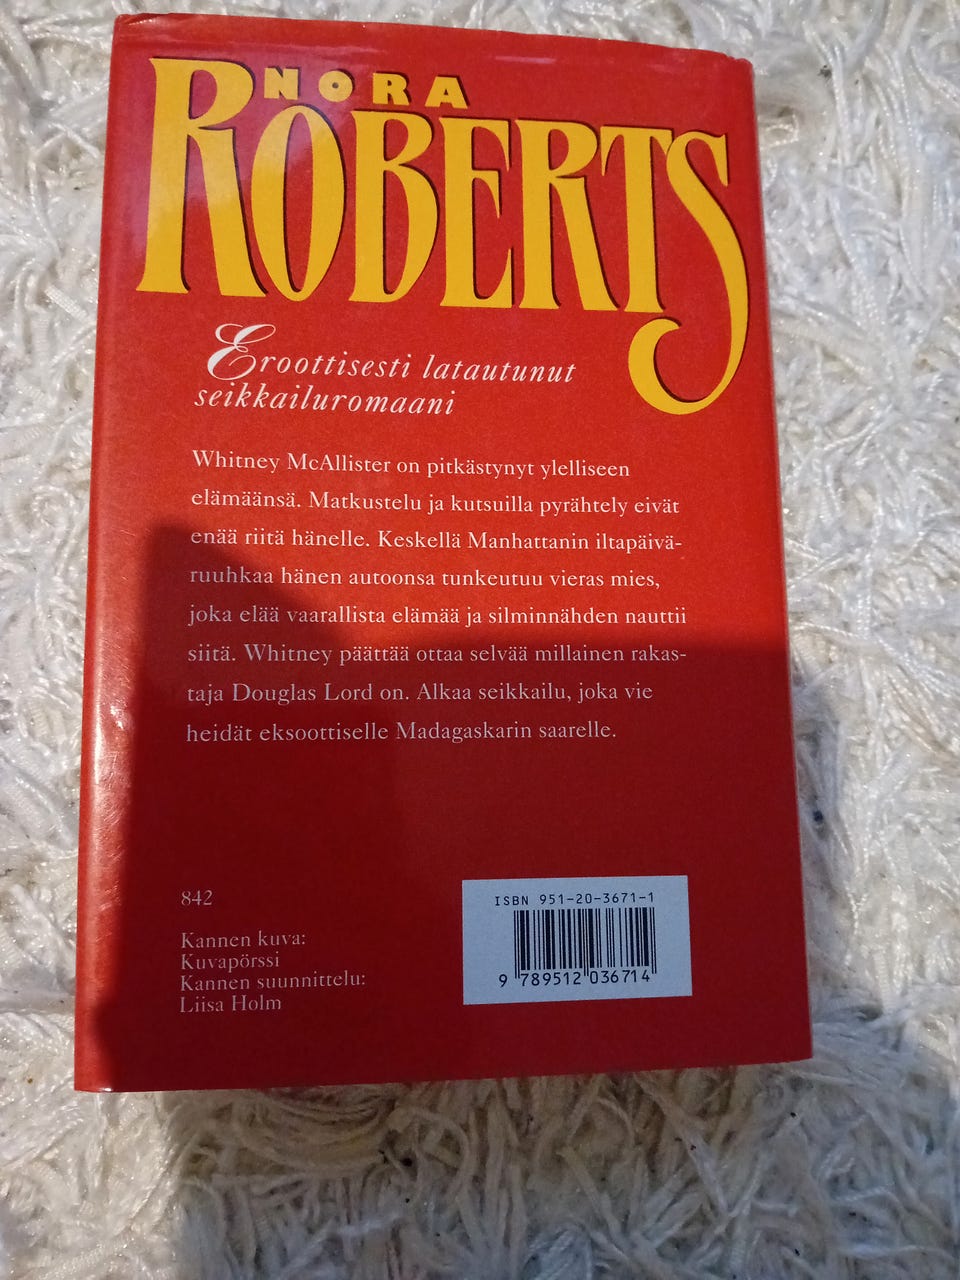 NORA
ROBERTS
Eroottisesti latautunut
seikkailuromaani
Whitney McAllister on pitkästynyt ylelliseen
elämäänsä. Matkustelu ja kutsuilla pyrähtely eivät
enää riitä hänelle. Keskellä Manhattanin iltapäivä-
ruuhkaa hänen autoonsa tunkeutuu vieras mies,
joka elää vaarallista elämää ja silminnähden nauttii
siitä. Whitney päättää ottaa selvää millainen rakas-
taja Douglas Lord on. Alkaa seikkailu, joka vie
heidät eksoottiselle Madagaskarin saarelle.
842
Kannen kuva:
Kuvapörssi
Kannen suunnittelu:
Liisa Holm
ISBN 951-20-3671-1
9 789512 036714